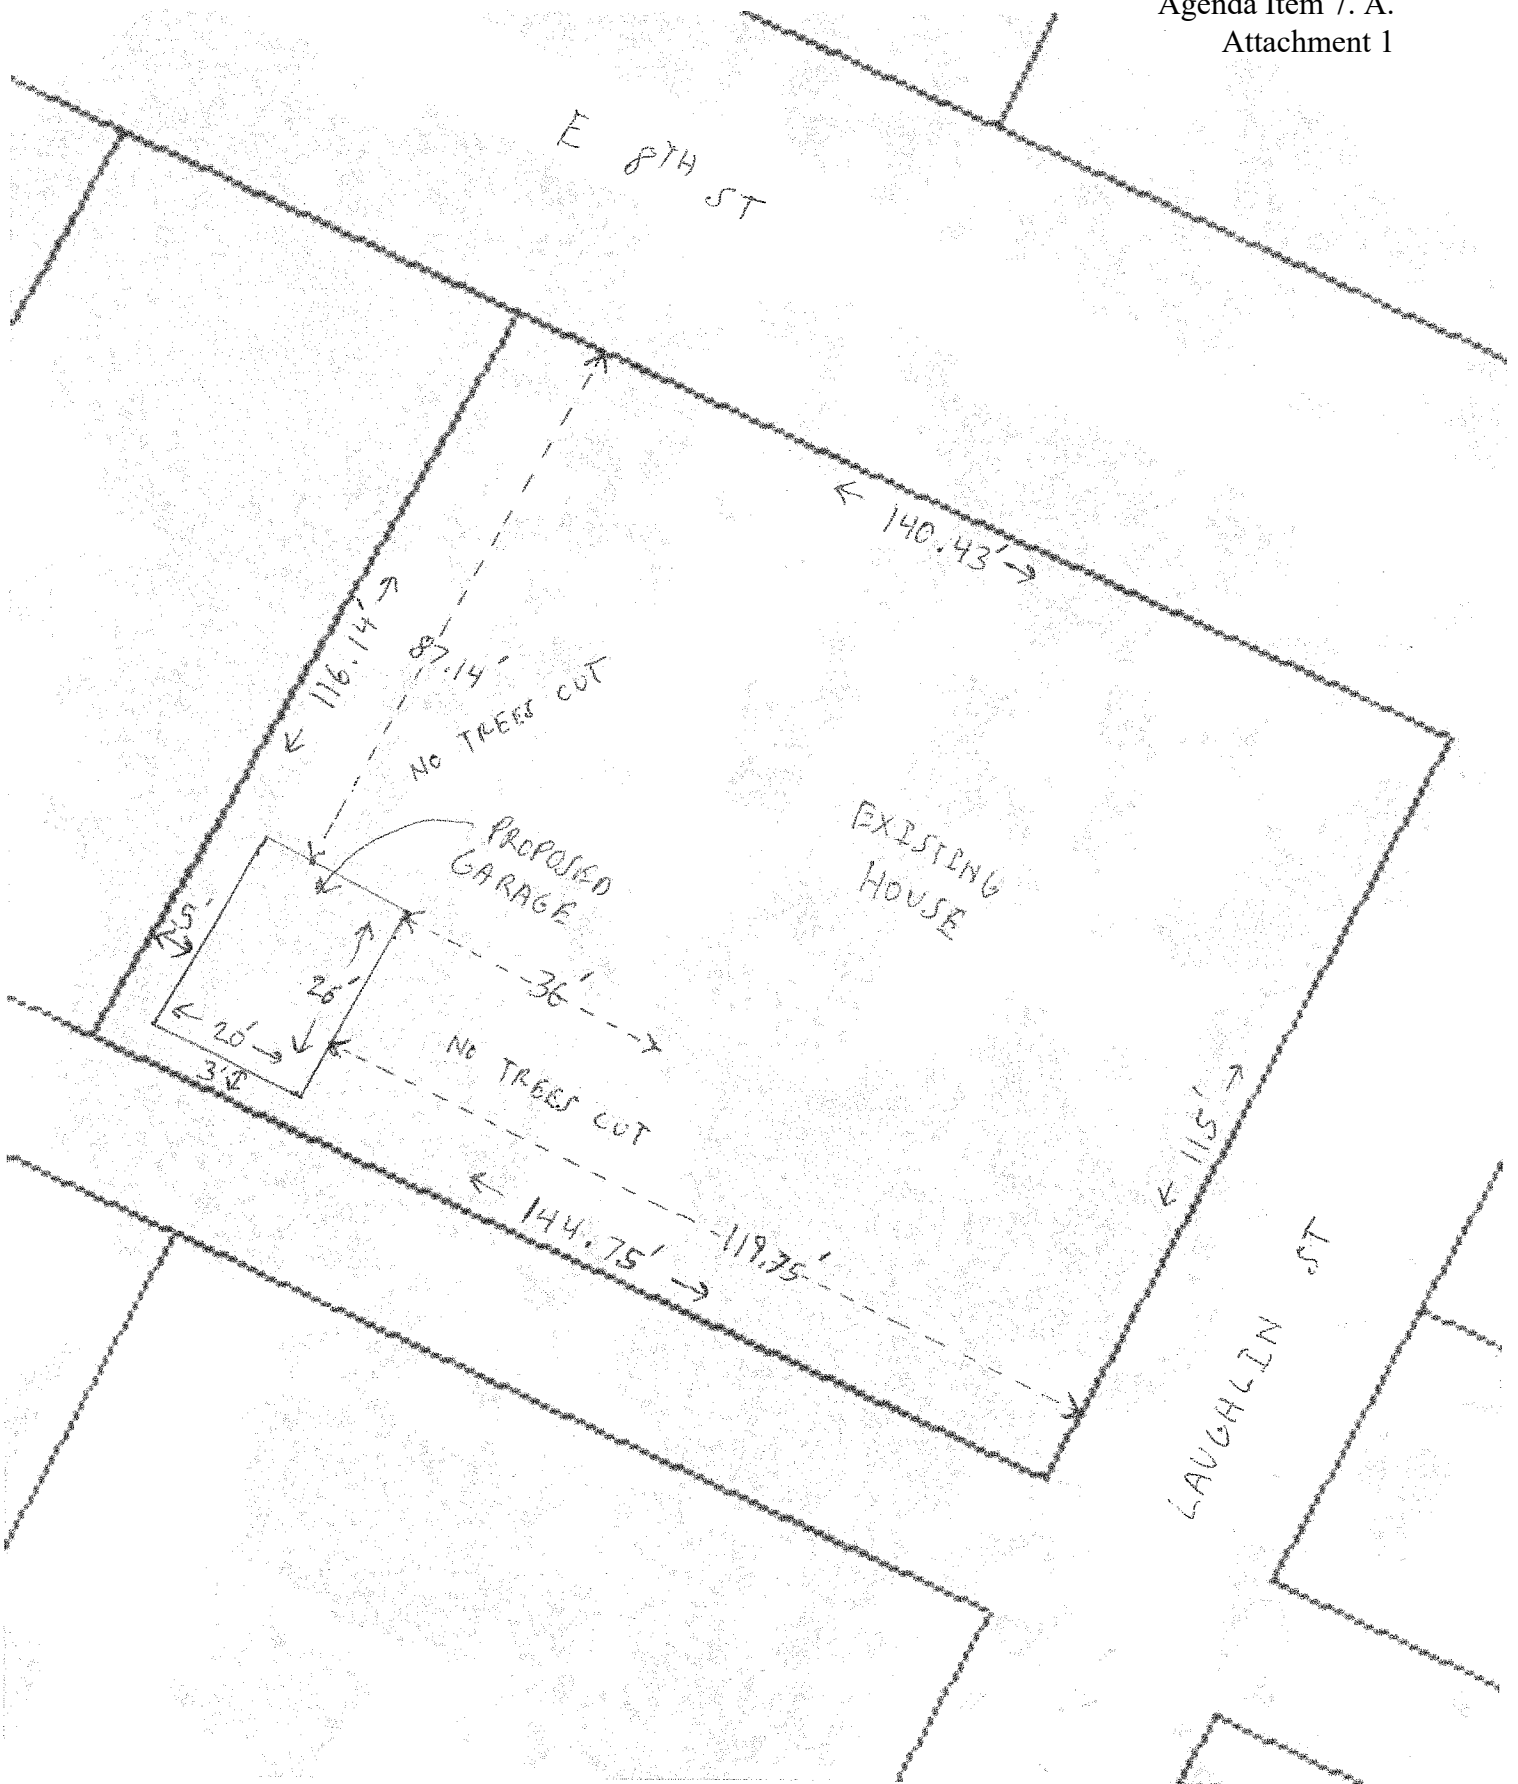 Agenda Item 7. A.
Attachment 1
E 8TH ST
← 140.43' →
← 116.14' →
87.14'
NO TREES CUT
PROPOSED
GARAGE
EXISTING
HOUSE
5'
26'
← 20' →
3'
36'
NO TREES CUT
← 115' →
← 144.75' →
119.75'
LAUGHLIN ST